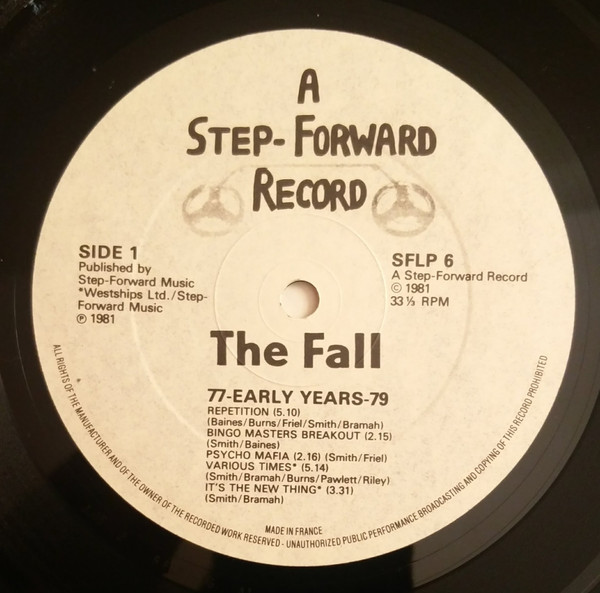 A
STEP-FORWARD
RECORD
SIDE 1
Published by
Step-Forward Music
*Westships Ltd./Step-
Forward Music
℗ 1981
SFLP 6
A Step-Forward Record
© 1981
33 ⅓ RPM
The Fall
77-EARLY YEARS-79
REPETITION (5.10)
(Baines/Burns/Friel/Smith/Bramah)
BINGO MASTERS BREAKOUT (2.15)
(Smith/Baines)
PSYCHO MAFIA (2.16) (Smith/Friel)
VARIOUS TIMES* (5.14)
(Smith/Bramah/Burns/Pawlett/Riley)
IT'S THE NEW THING* (3.31)
(Smith/Bramah)
MADE IN FRANCE
ALL RIGHTS OF THE MANUFACTURER AND OF THE OWNER OF THE RECORDED WORK RESERVED - UNAUTHORIZED PUBLIC PERFORMANCE BROADCASTING AND COPYING OF THIS RECORD PROHIBITED